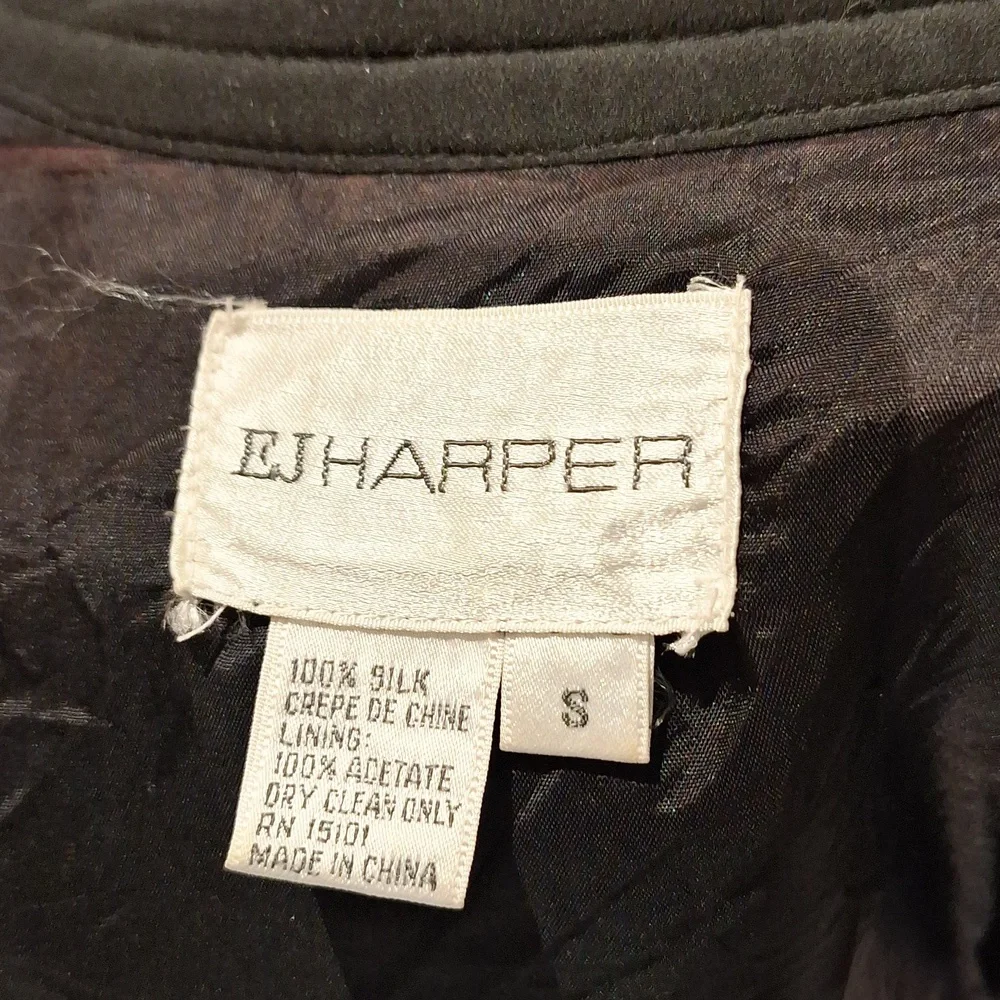 EJ HARPER
100% SILK
CREPE DE CHINE
LINING:
100% ACETATE
DRY CLEAN ONLY
RN 15101
MADE IN CHINA
S